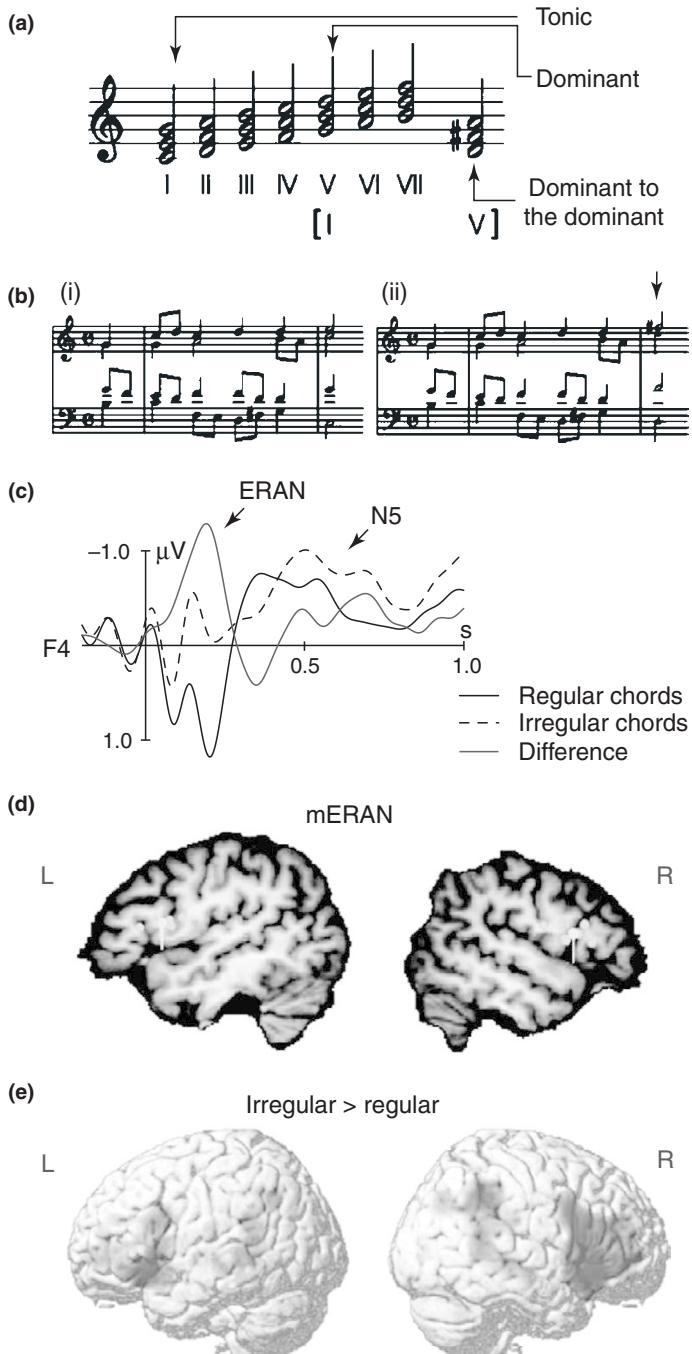 (a)
Tonic
Dominant
I II III IV V VI VII
Dominant to
the dominant
[I V]
(b)
(i) (ii)
(c)
ERAN
N5
–1.0 μV
F4
s
0.5 1.0
1.0
Regular chords
Irregular chords
Difference
(d)
mERAN
L R
(e)
Irregular > regular
L R